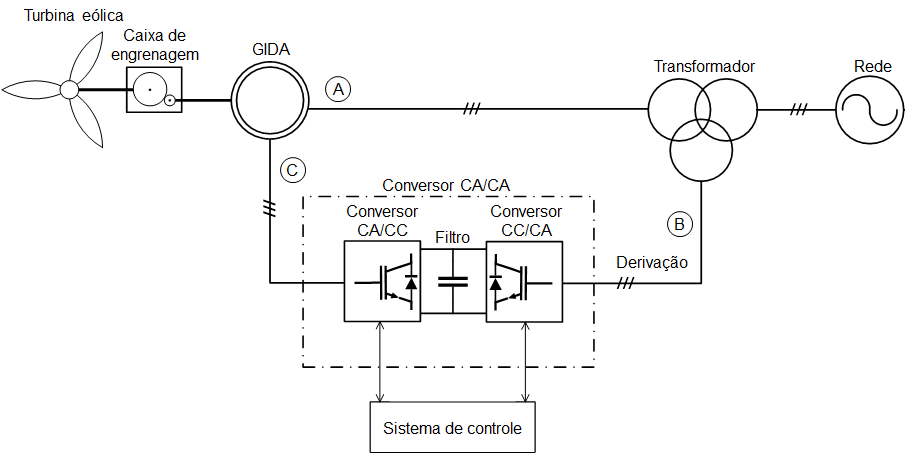 Turbina eólica
Caixa de
engrenagem
GIDA
A
Transformador
Rede
C
Conversor CA/CA
Conversor
CA/CC
Filtro
Conversor
CC/CA
B
Derivação
Sistema de controle